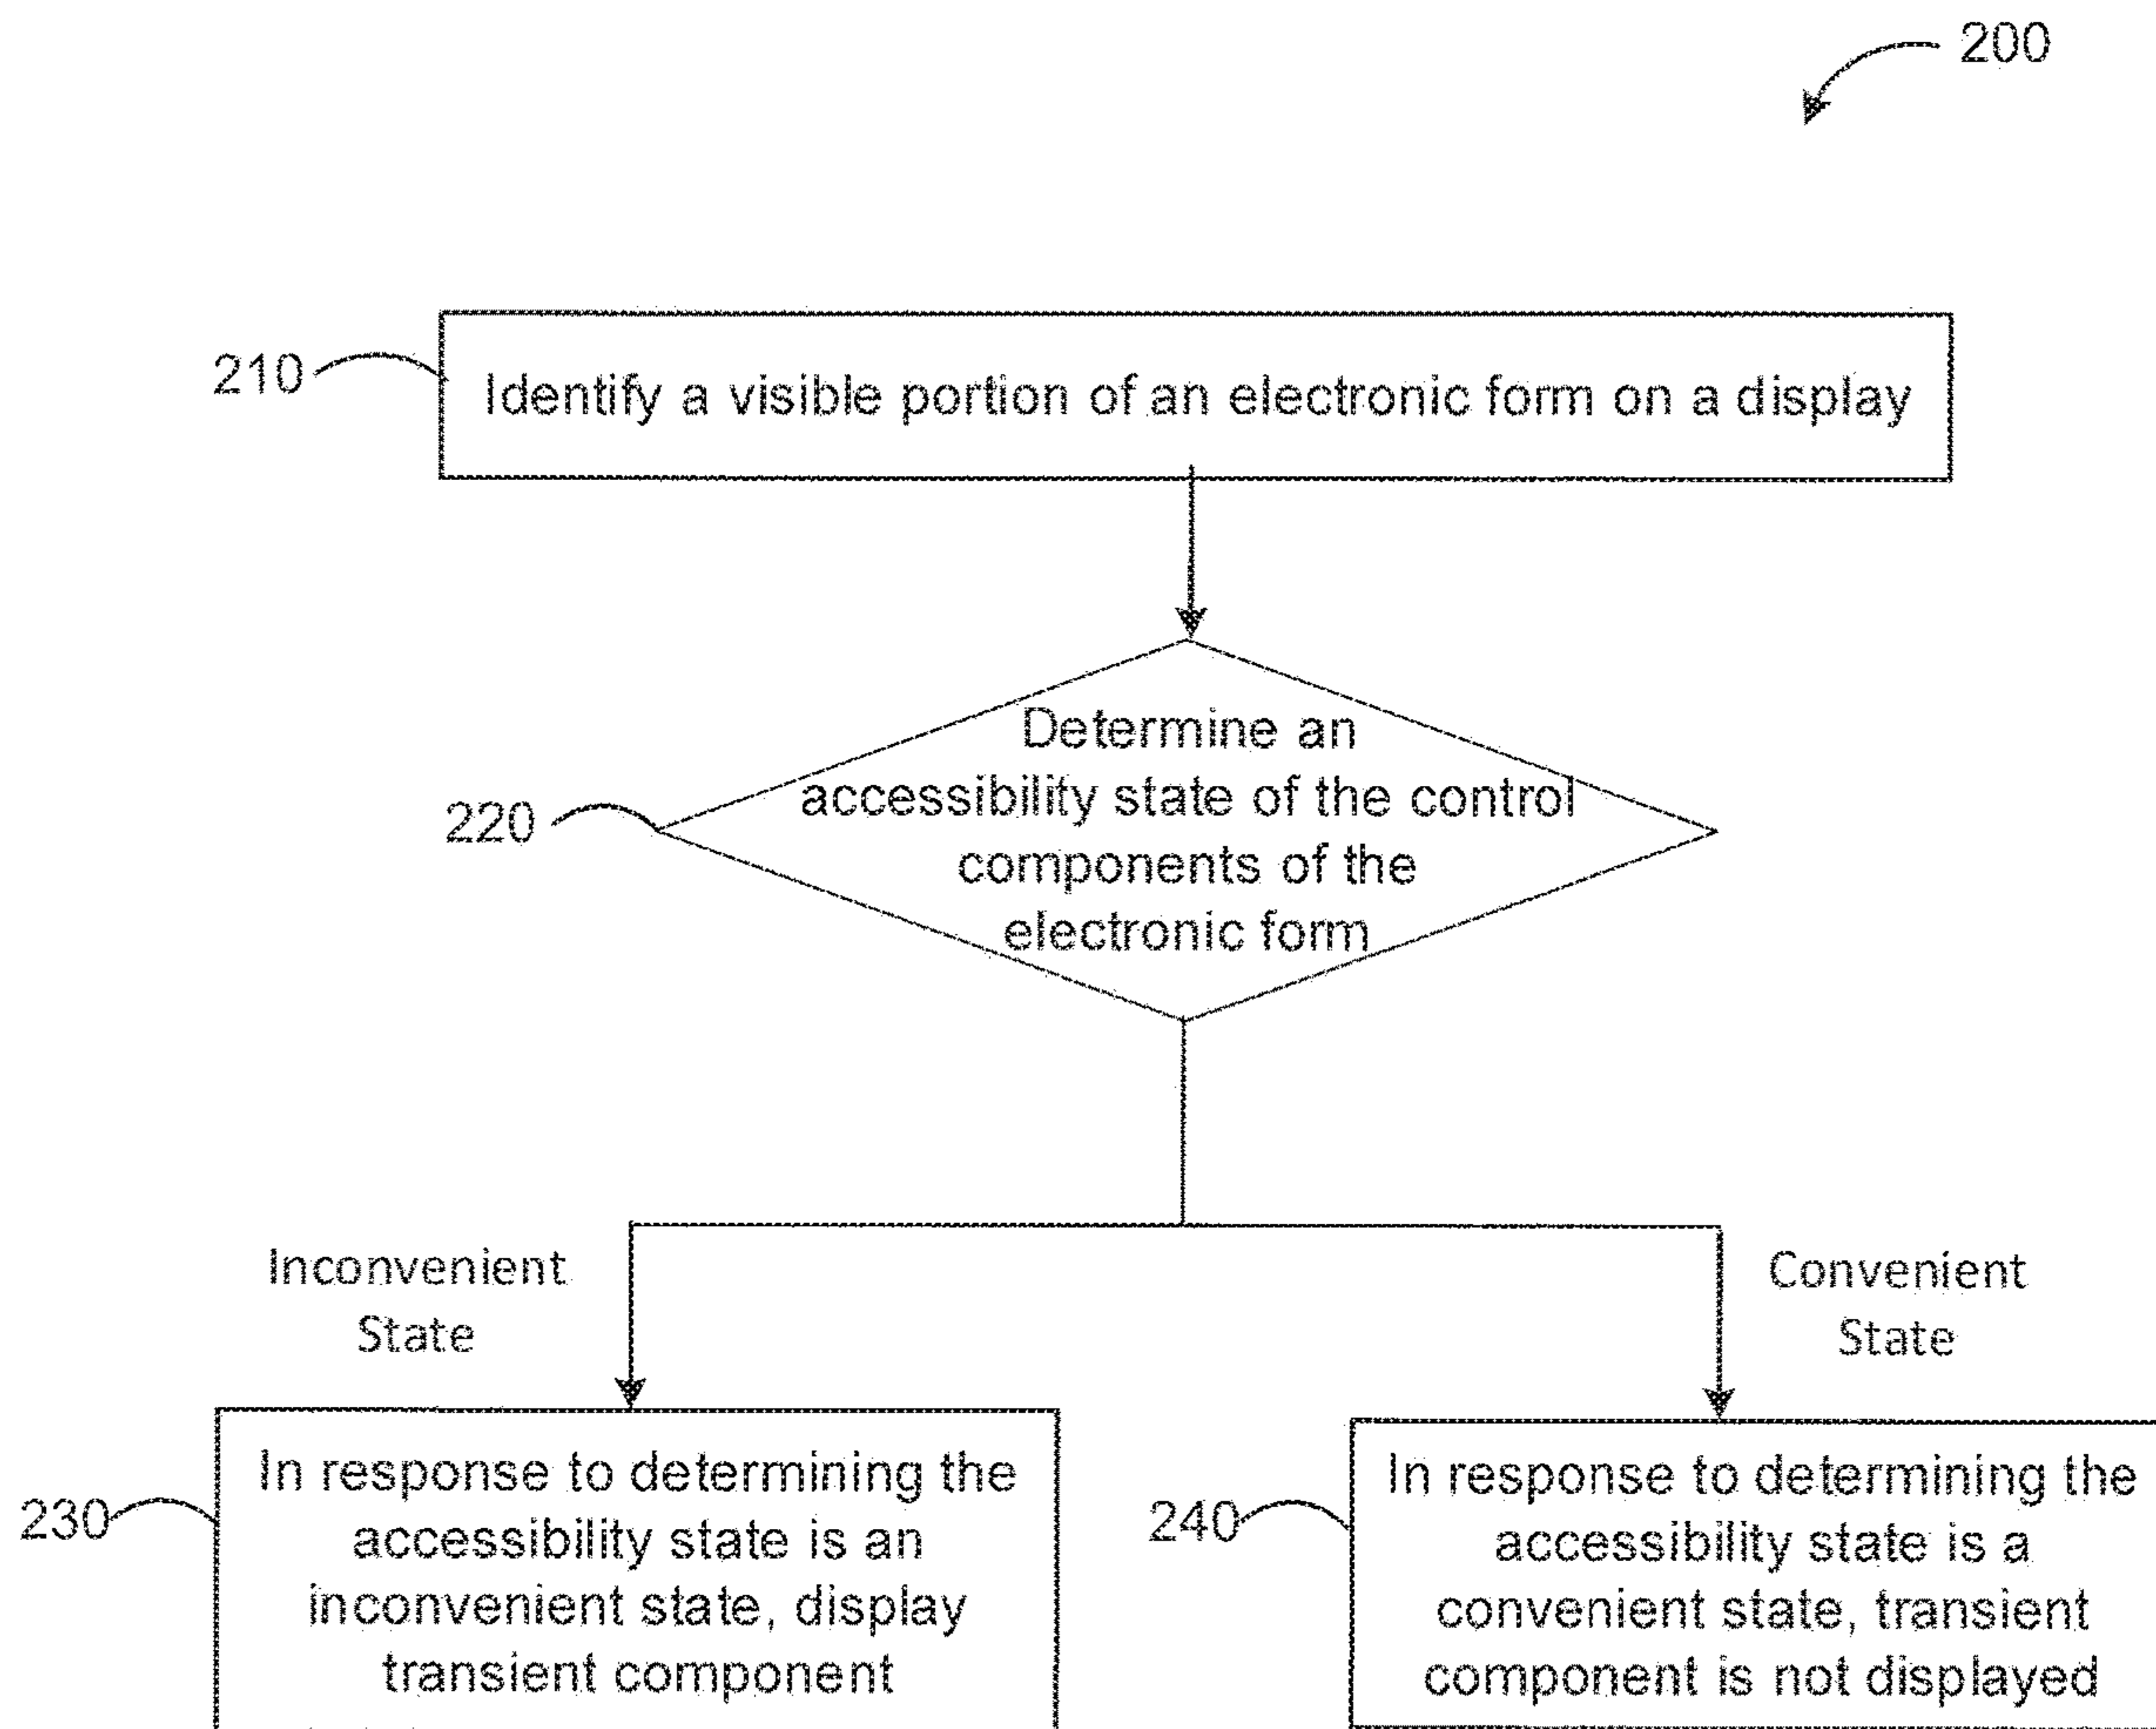 200
210
Identify a visible portion of an electronic form on a display
220
Determine an
accessibility state of the control
components of the
electronic form
Inconvenient
State
Convenient
State
230
In response to determining the
accessibility state is an
inconvenient state, display
transient component
240
In response to determining the
accessibility state is a
convenient state, transient
component is not displayed